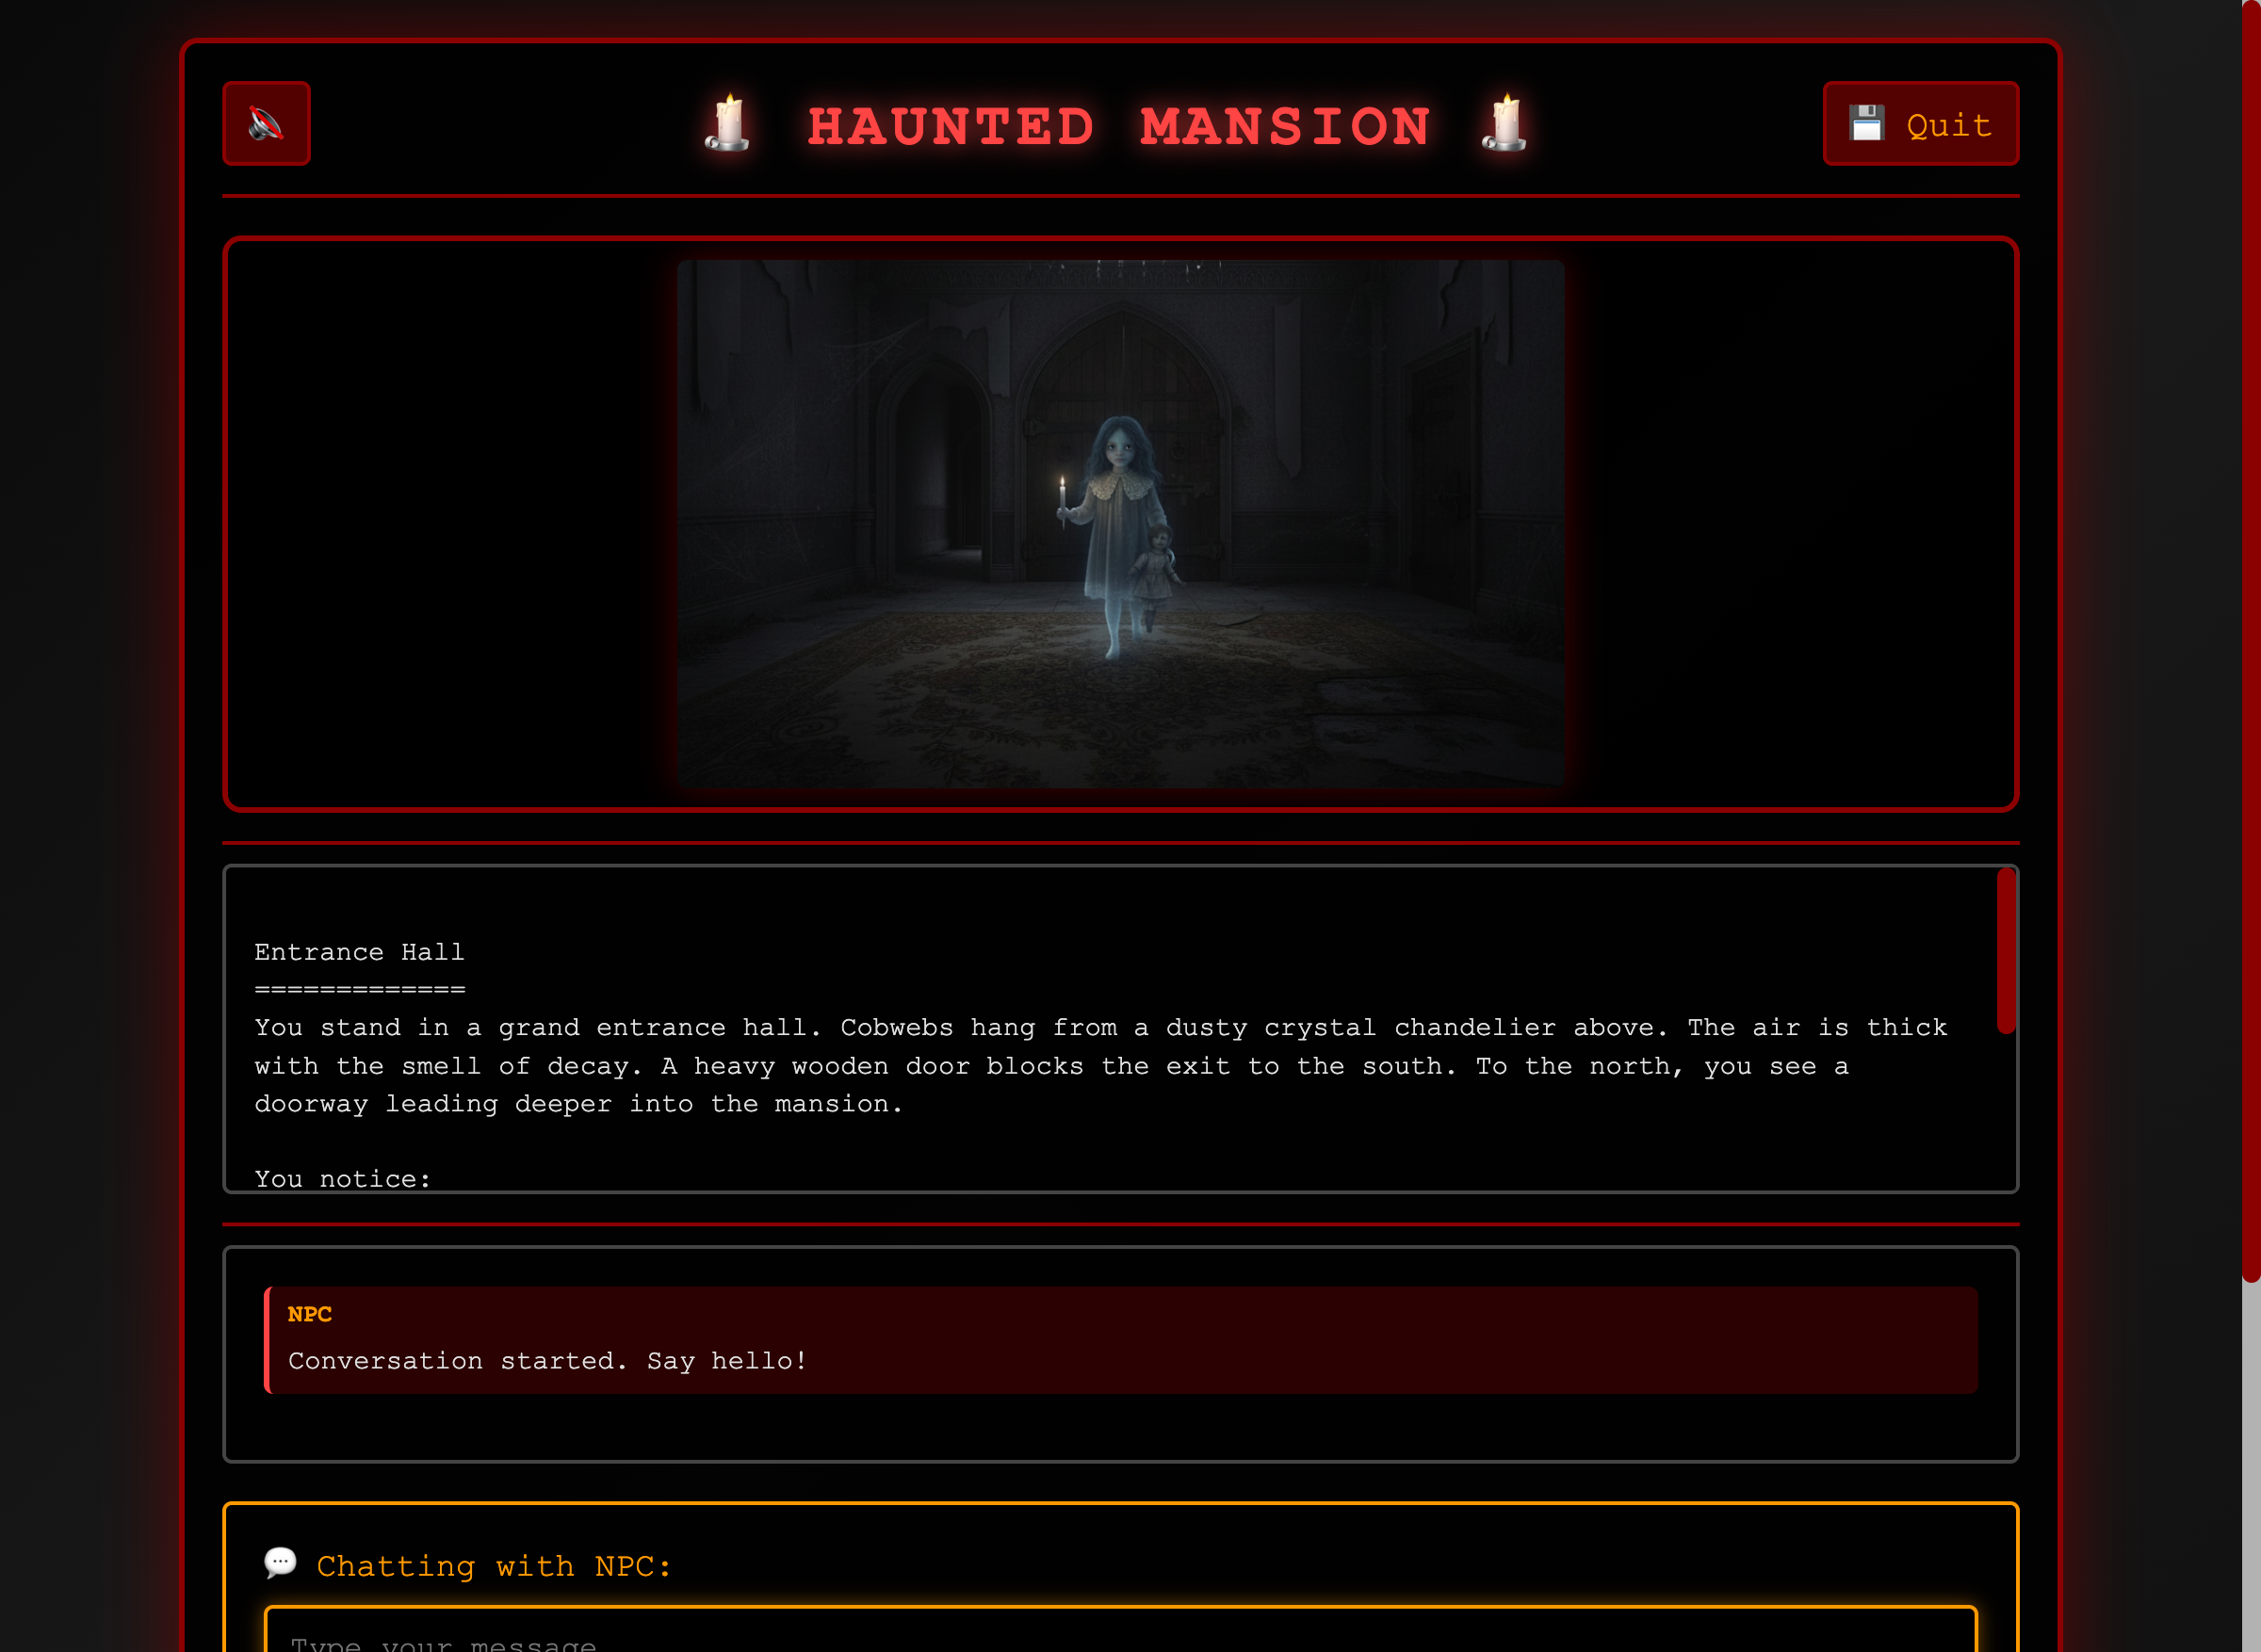 HAUNTED MANSION
Quit
Entrance Hall
=============
You stand in a grand entrance hall. Cobwebs hang from a dusty crystal chandelier above. The air is thick
with the smell of decay. A heavy wooden door blocks the exit to the south. To the north, you see a
doorway leading deeper into the mansion.
You notice:
NPC
Conversation started. Say hello!
Chatting with NPC:
Type your message